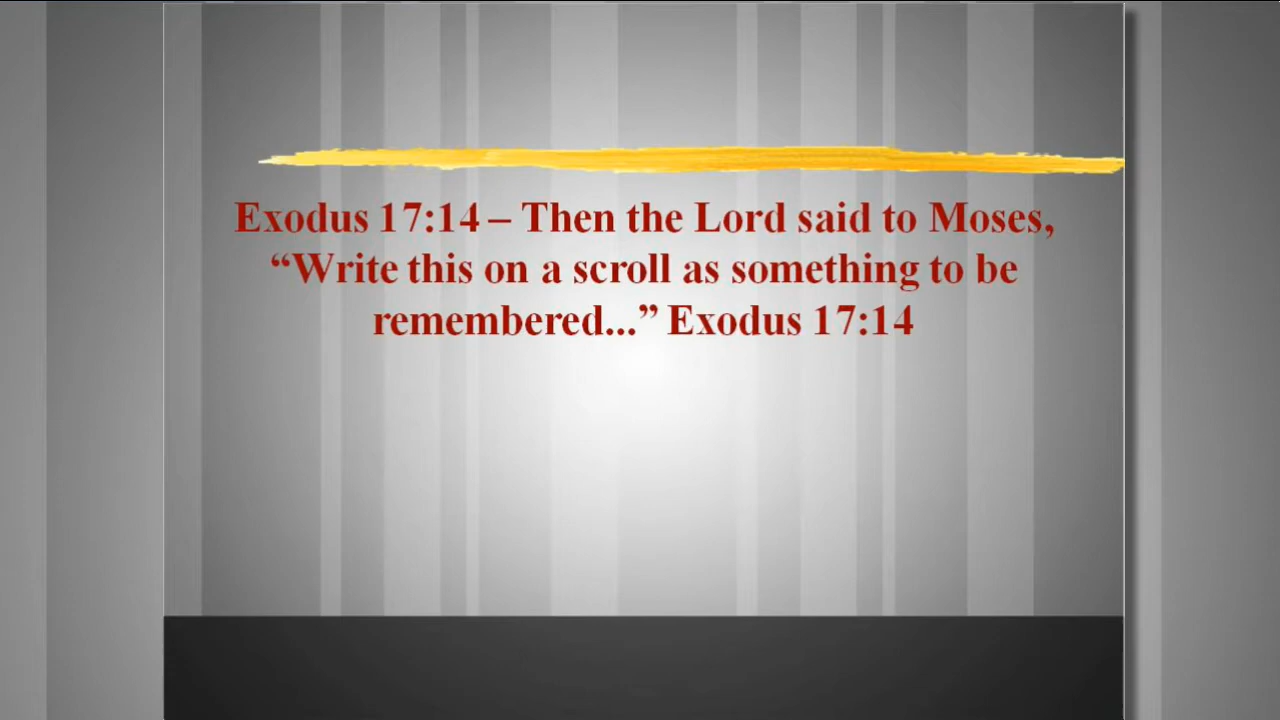 Exodus 17:14 – Then the Lord said to Moses,
“Write this on a scroll as something to be
remembered...” Exodus 17:14